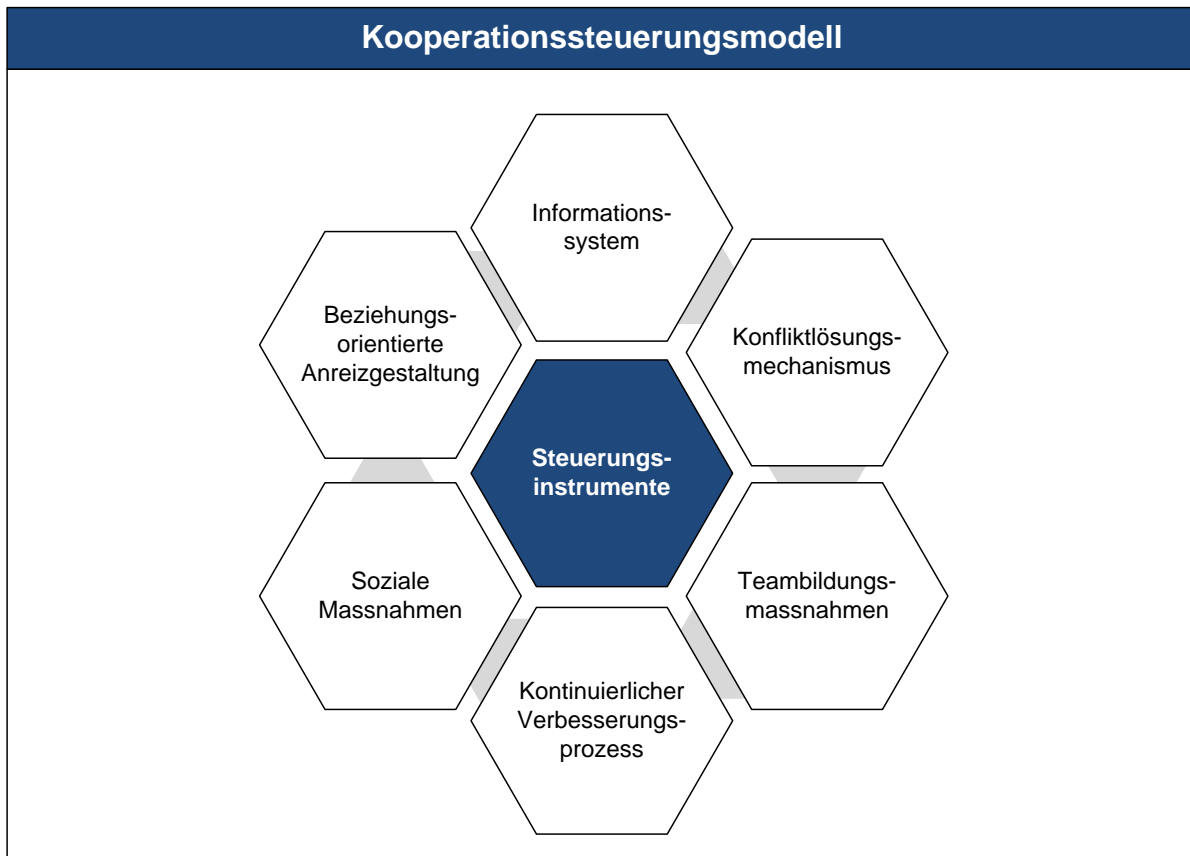 Kooperationssteuerungsmodell
Informations-
system
Beziehungs-
orientierte
Anreizgestaltung
Konfliktlösungs-
mechanismus
Steuerungs-
instrumente
Soziale
Massnahmen
Teambildungs-
massnahmen
Kontinuierlicher
Verbesserungs-
prozess